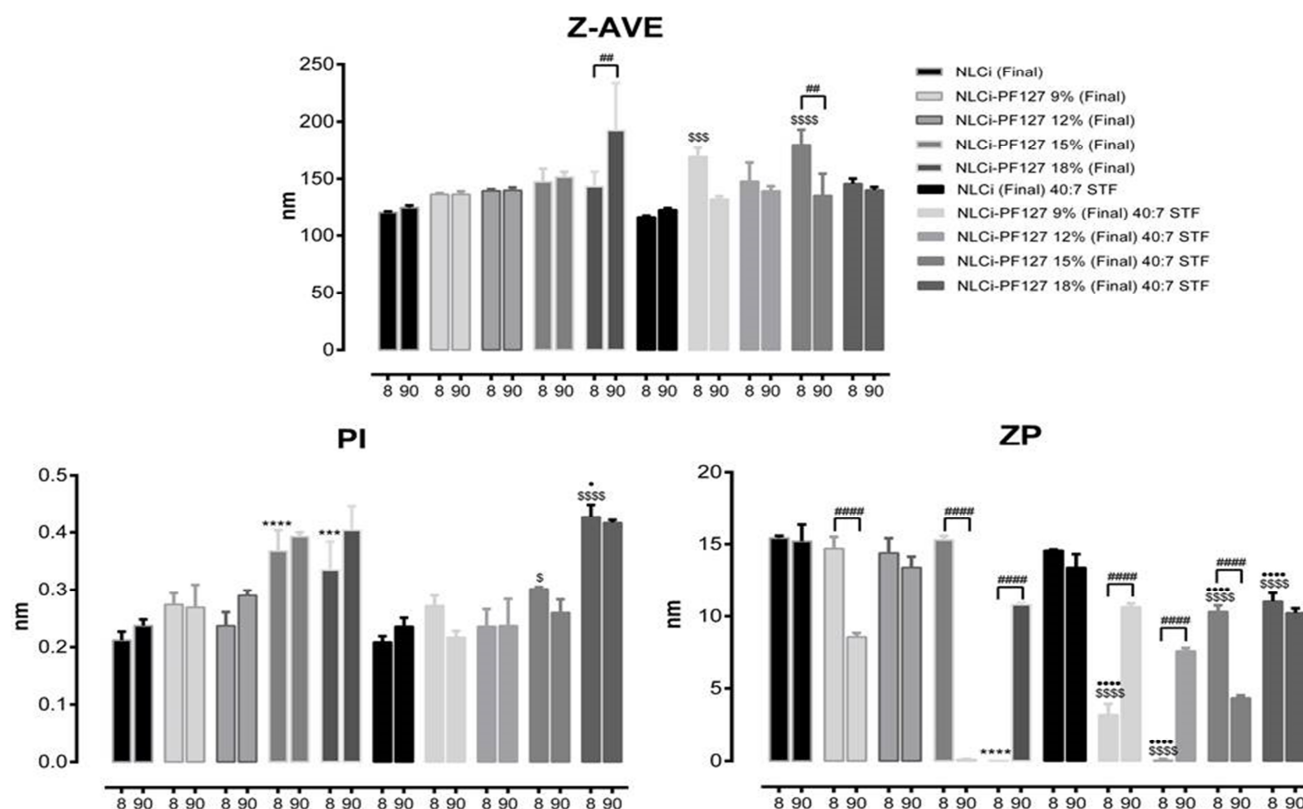 Z-AVE
250
200
150
100
50
0
nm
##
$$$
$$$$
##
8 90 8 90 8 90 8 90 8 90 8 90 8 90 8 90 8 90 8 90
NLCi (Final)
NLCi-PF127 9% (Final)
NLCi-PF127 12% (Final)
NLCi-PF127 15% (Final)
NLCi-PF127 18% (Final)
NLCi (Final) 40:7 STF
NLCi-PF127 9% (Final) 40:7 STF
NLCi-PF127 12% (Final) 40:7 STF
NLCi-PF127 15% (Final) 40:7 STF
NLCi-PF127 18% (Final) 40:7 STF
PI
0.5
0.4
0.3
0.2
0.1
0.0
nm
****
***
$
•
$$$$
8 90 8 90 8 90 8 90 8 90 8 90 8 90 8 90 8 90 8 90
ZP
20
15
10
5
0
nm
####
####
****
####
####
••••
$$$$
####
••••
$$$$
####
••••
$$$$
••••
$$$$
8 90 8 90 8 90 8 90 8 90 8 90 8 90 8 90 8 90 8 90